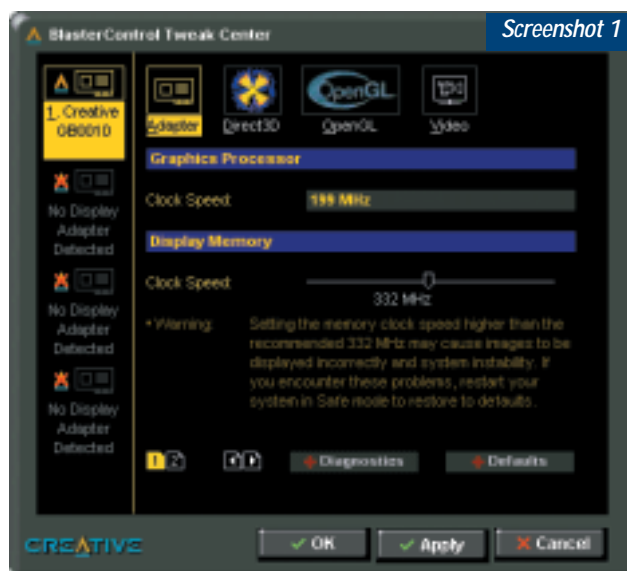 Screenshot 1
BlasterControl Tweak Center
1. Creative
GB0010
No Display
Adapter
Detected
No Display
Adapter
Detected
No Display
Adapter
Detected
Adapter
Direct3D
OpenGL
OpenGL
Video
Graphics Processor
Clock Speed: 199 MHz
Display Memory
Clock Speed:
332 MHz
• Warning: Setting the memory clock speed higher than the
recommended 332 MHz may cause images to be
displayed incorrectly and system instability. If
you encounter these problems, restart your
system in Safe mode to restore to defaults.
1 2
Diagnostics
Defaults
CREATIVE
OK
Apply
Cancel